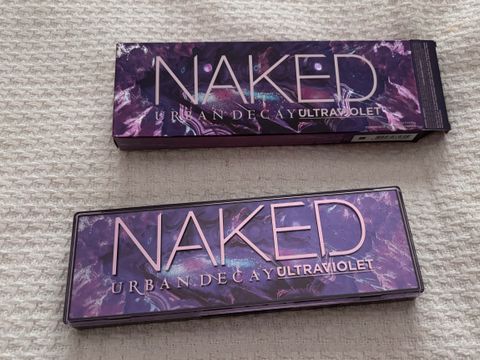 NAKED
URBAN DECAY ULTRAVIOLET
NAKED
URBAN DECAY ULTRAVIOLET